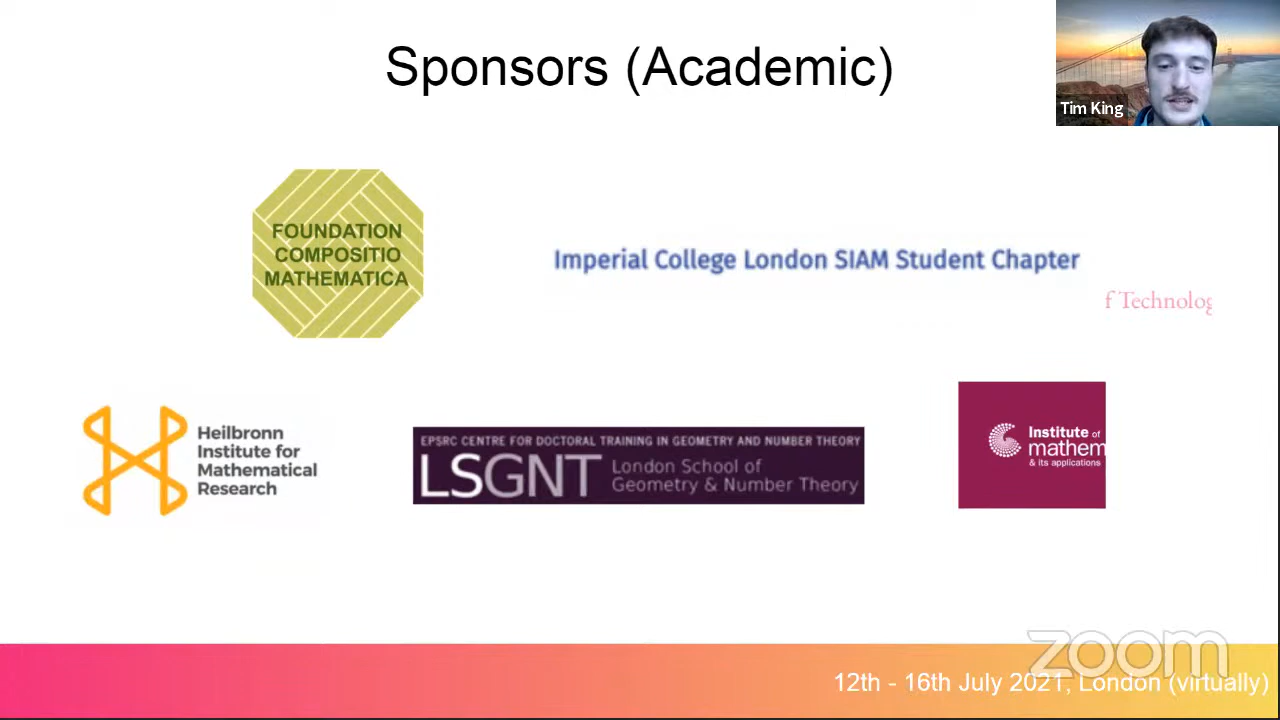 Sponsors (Academic)
Tim King
FOUNDATION
COMPOSITIO
MATHEMATICA
Imperial College London SIAM Student Chapter
f Technolog
Heilbronn
Institute for
Mathematical
Research
EPSRC CENTRE FOR DOCTORAL TRAINING IN GEOMETRY AND NUMBER THEORY
LSGNT
London School of
Geometry & Number Theory
Institute of
mathem
& its applications
zoom
12th - 16th July 2021, London (virtually)